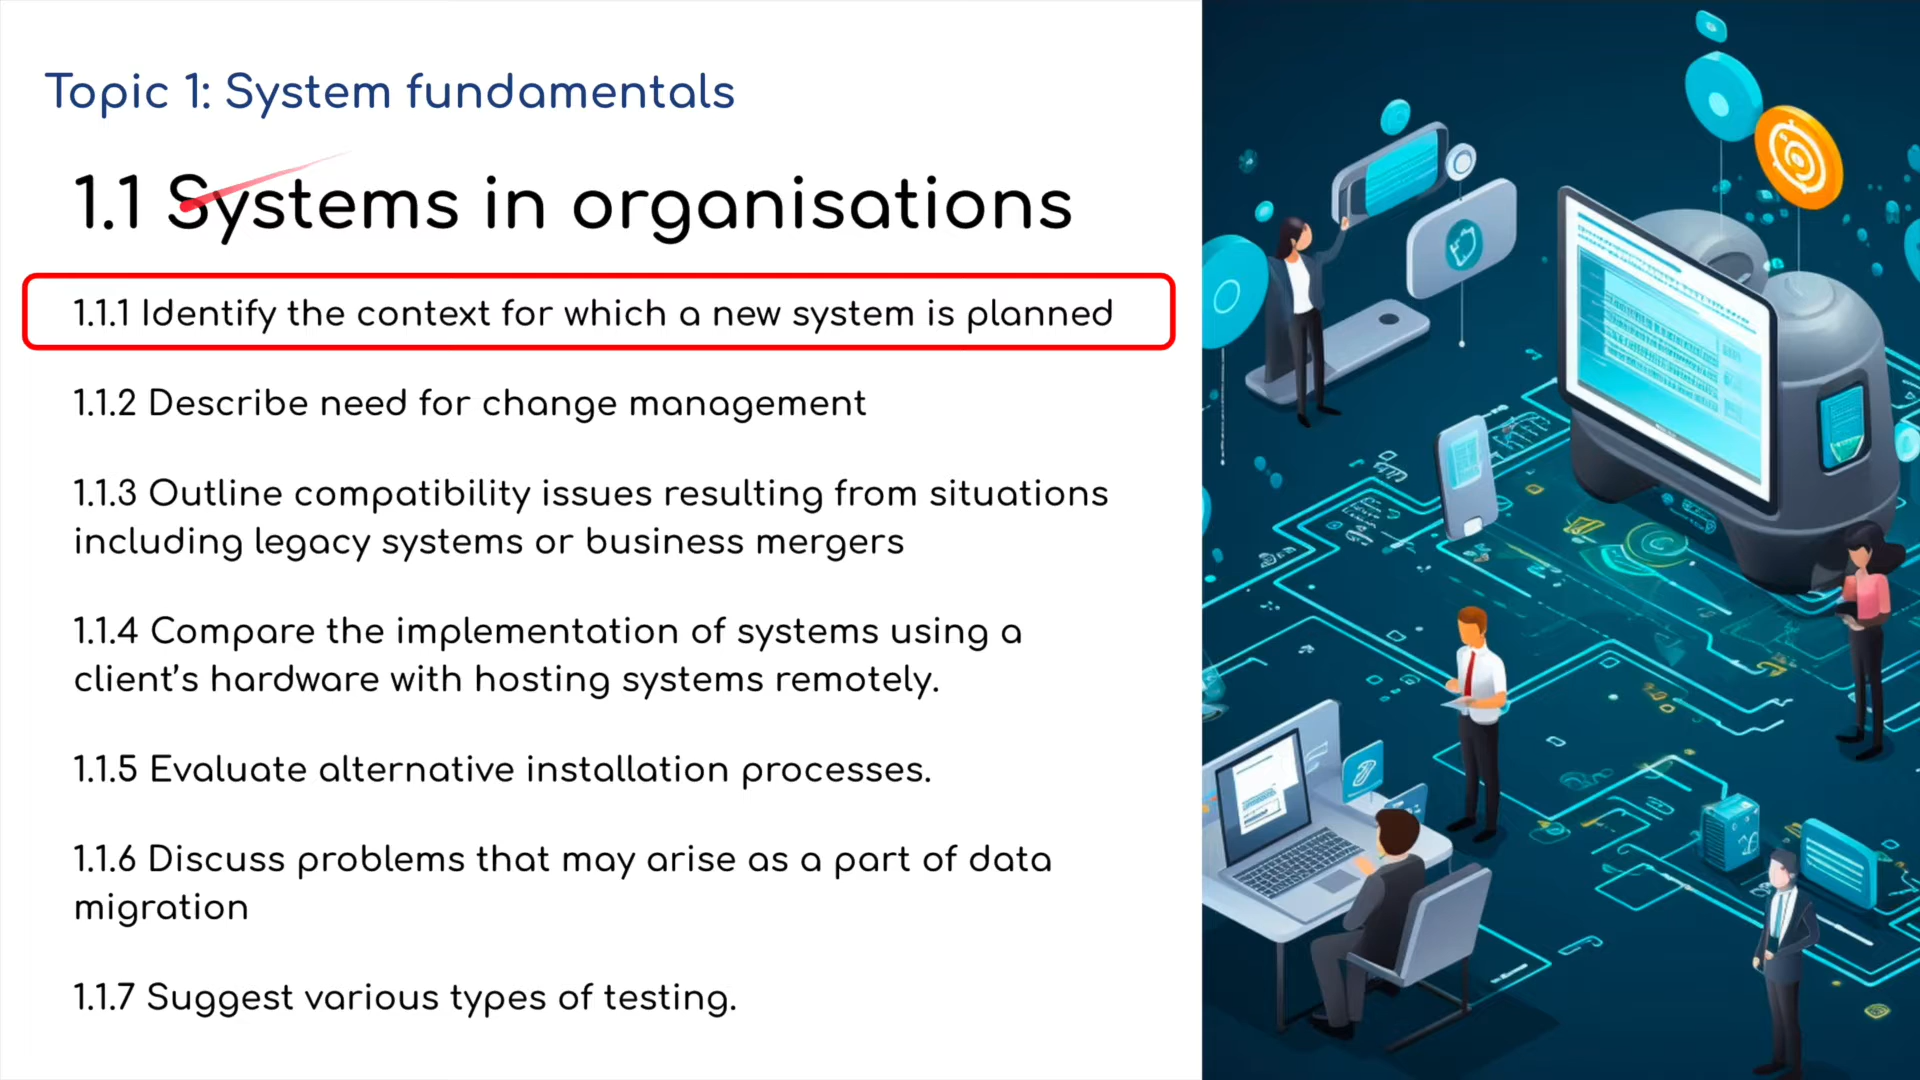 Topic 1: System fundamentals
1.1 Systems in organisations
1.1.1 Identify the context for which a new system is planned
1.1.2 Describe need for change management
1.1.3 Outline compatibility issues resulting from situations
including legacy systems or business mergers
1.1.4 Compare the implementation of systems using a
client’s hardware with hosting systems remotely.
1.1.5 Evaluate alternative installation processes.
1.1.6 Discuss problems that may arise as a part of data
migration
1.1.7 Suggest various types of testing.